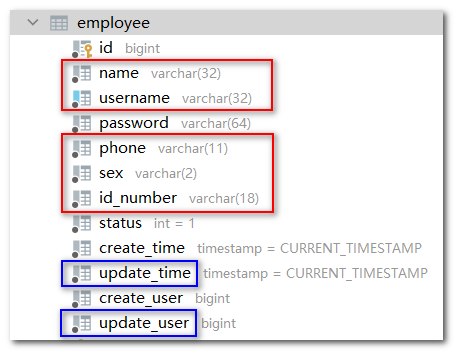 employee
id bigint
name varchar(32)
username varchar(32)
password varchar(64)
phone varchar(11)
sex varchar(2)
id_number varchar(18)
status int = 1
create_time timestamp = CURRENT_TIMESTAMP
update_time timestamp = CURRENT_TIMESTAMP
create_user bigint
update_user bigint